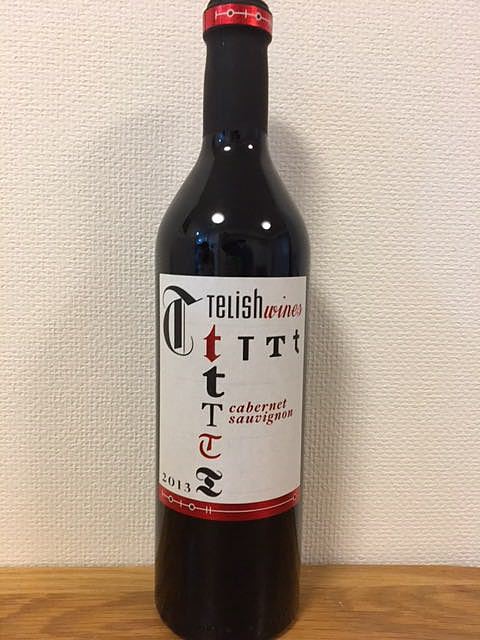 T TELish wines
t T T t
t
T cabernet
sauvignon
T
2013 T